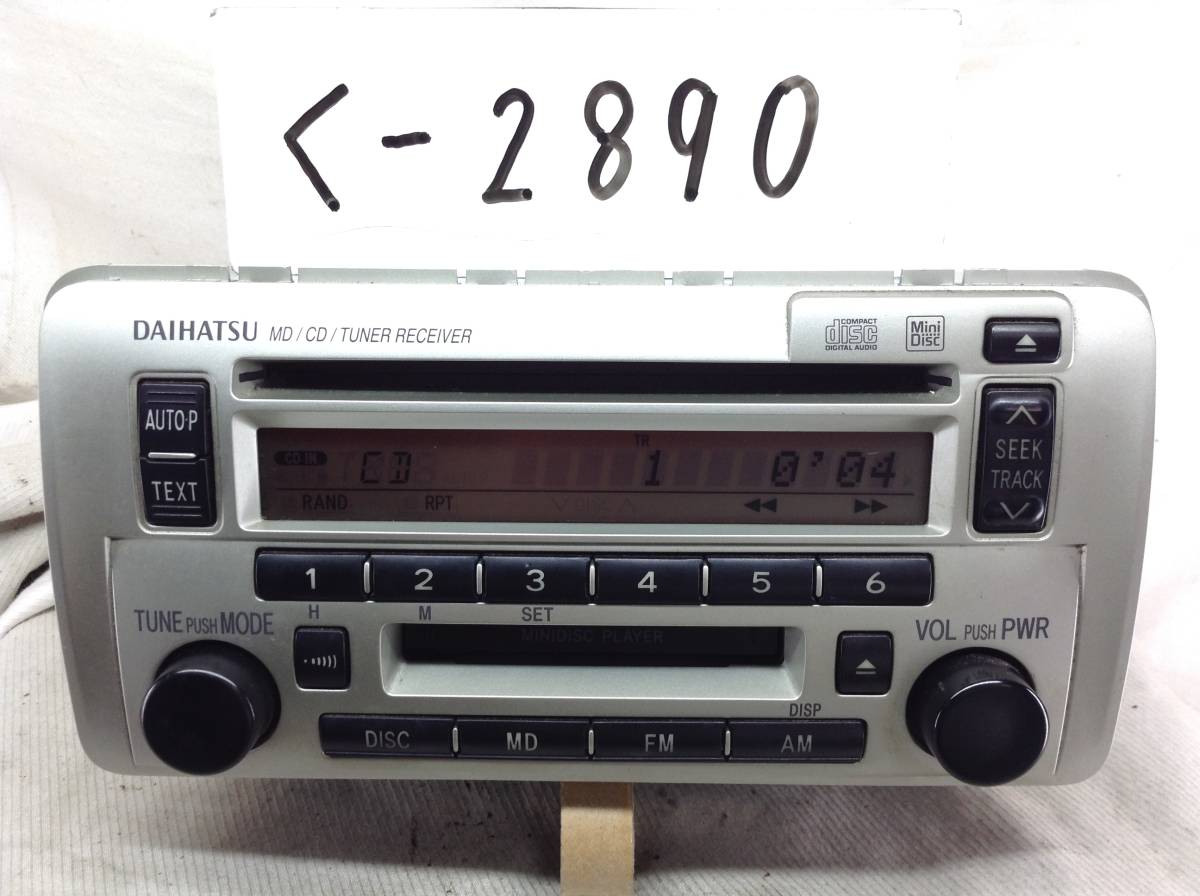 く-2890
DAIHATSU MD / CD / TUNER RECEIVER
COMPACT disc DIGITAL AUDIO
Mini Disc
AUTO·P
TEXT
SEEK
TRACK
CD IN CD TR 1 0'04
RAND RPT DISC
1 2 3 4 5 6
H M SET
MINIDISC PLAYER
TUNE PUSH MODE
VOL PUSH PWR
DISP
DISC MD FM AM